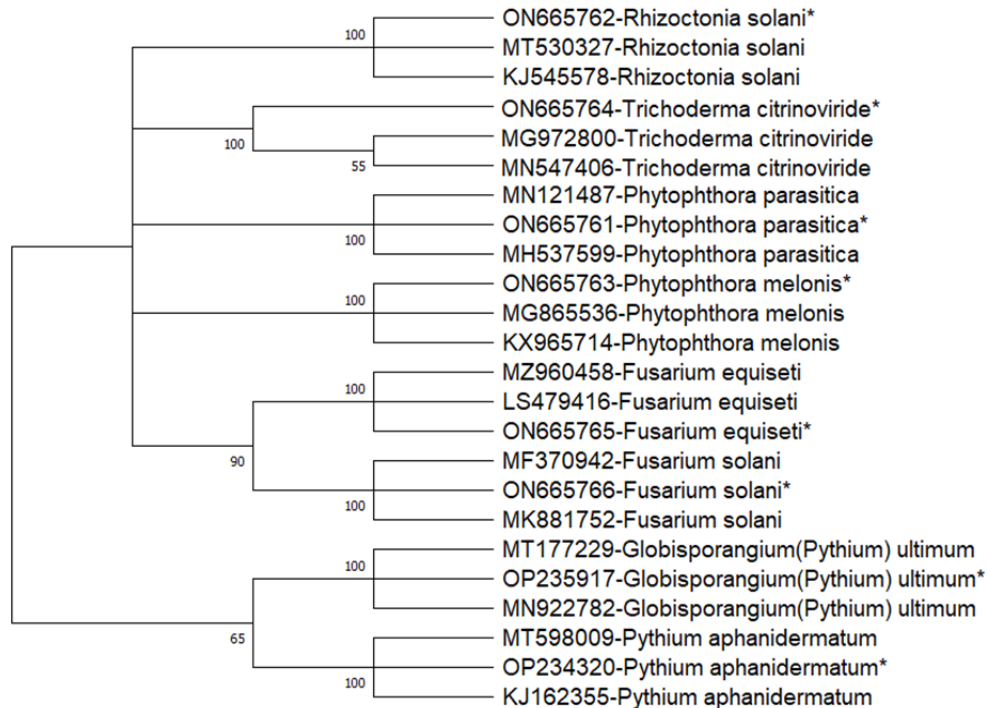 ON665762-Rhizoctonia solani*
100
MT530327-Rhizoctonia solani
KJ545578-Rhizoctonia solani
ON665764-Trichoderma citrinoviride*
100
MG972800-Trichoderma citrinoviride
55
MN547406-Trichoderma citrinoviride
MN121487-Phytophthora parasitica
ON665761-Phytophthora parasitica*
100
MH537599-Phytophthora parasitica
ON665763-Phytophthora melonis*
100
MG865536-Phytophthora melonis
KX965714-Phytophthora melonis
MZ960458-Fusarium equiseti
100
LS479416-Fusarium equiseti
ON665765-Fusarium equiseti*
90
MF370942-Fusarium solani
ON665766-Fusarium solani*
100
MK881752-Fusarium solani
MT177229-Globisporangium(Pythium) ultimum
100
OP235917-Globisporangium(Pythium) ultimum*
MN922782-Globisporangium(Pythium) ultimum
65
MT598009-Pythium aphanidermatum
OP234320-Pythium aphanidermatum*
100
KJ162355-Pythium aphanidermatum